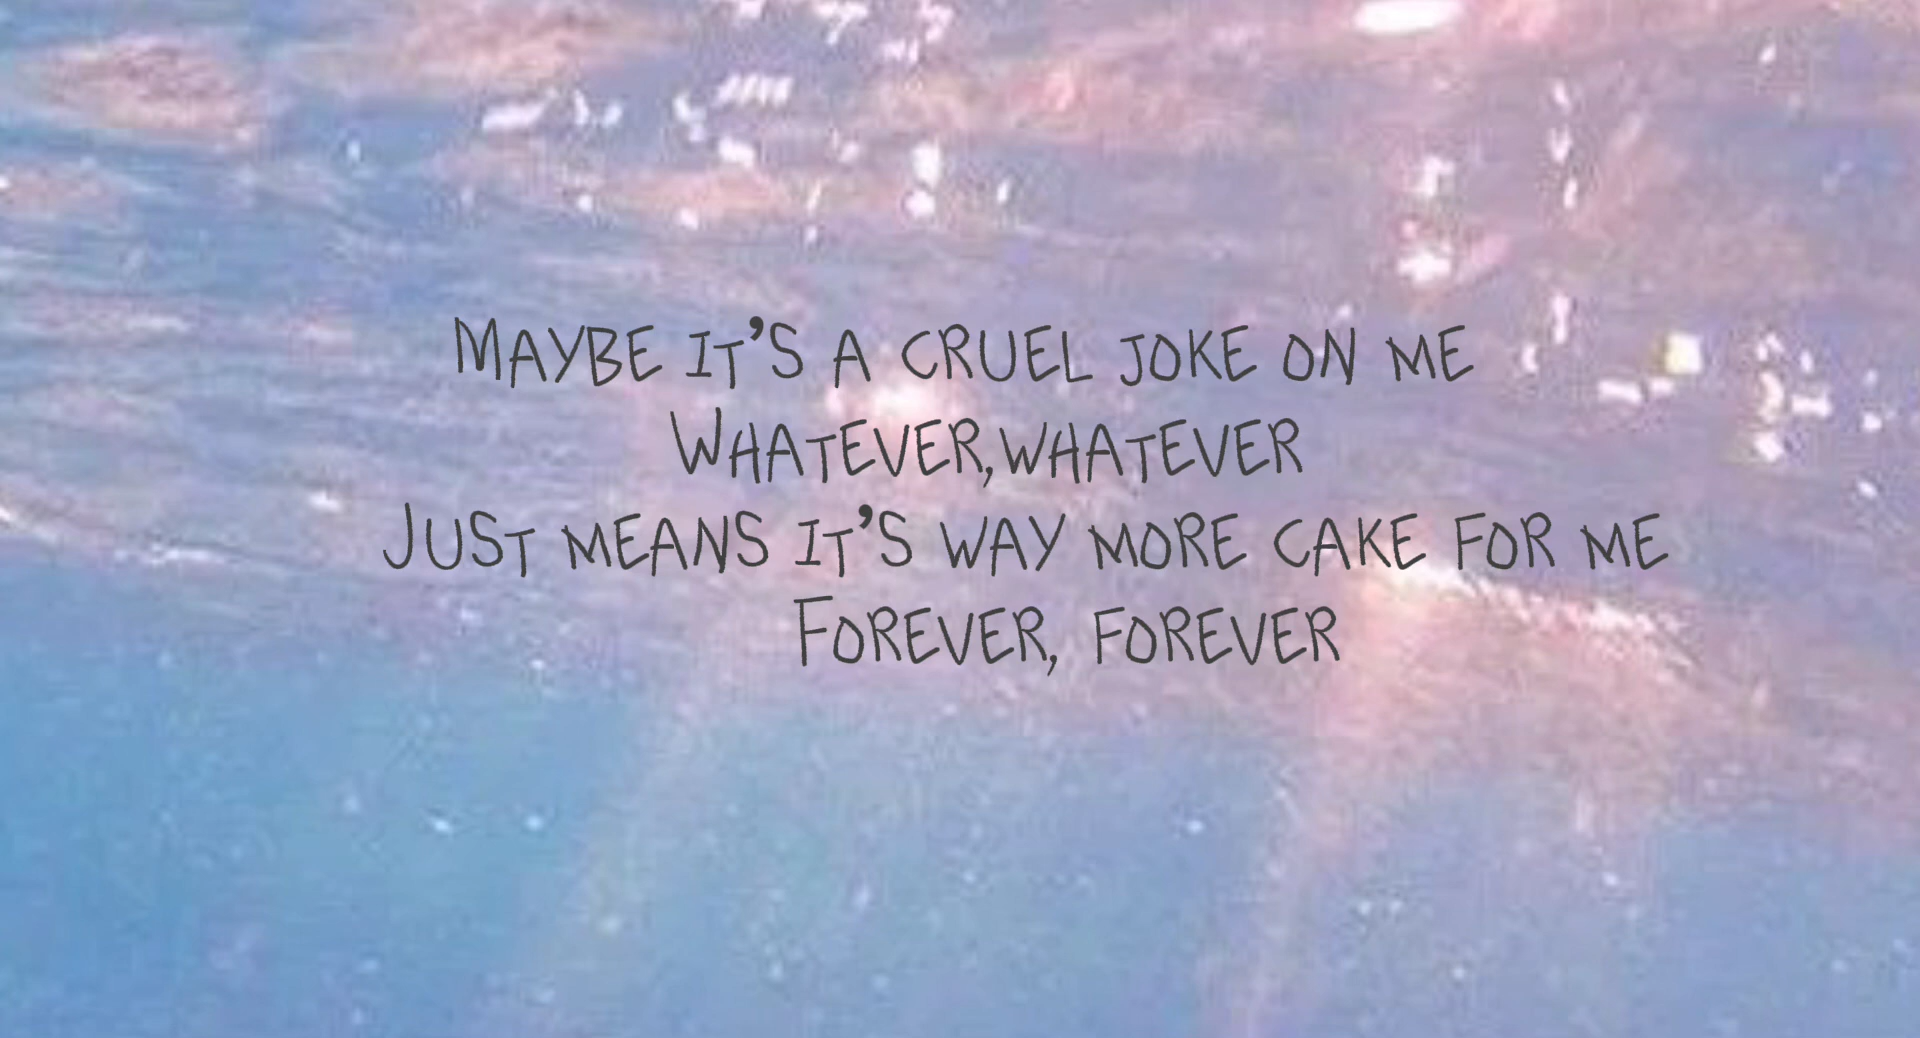 Maybe it's a cruel joke on me
Whatever,whatever
Just means it's way more cake for me
Forever, forever